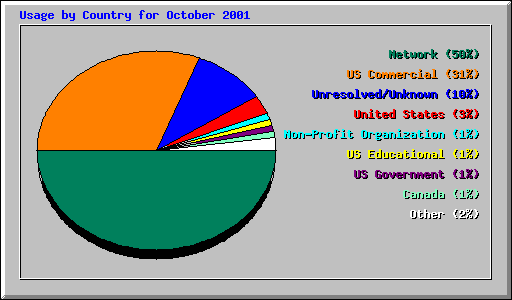 Usage by Country for October 2001
Network (50%)
US Commercial (31%)
Unresolved/Unknown (10%)
United States (3%)
Non-Profit Organization (1%)
US Educational (1%)
US Government (1%)
Canada (1%)
Other (2%)